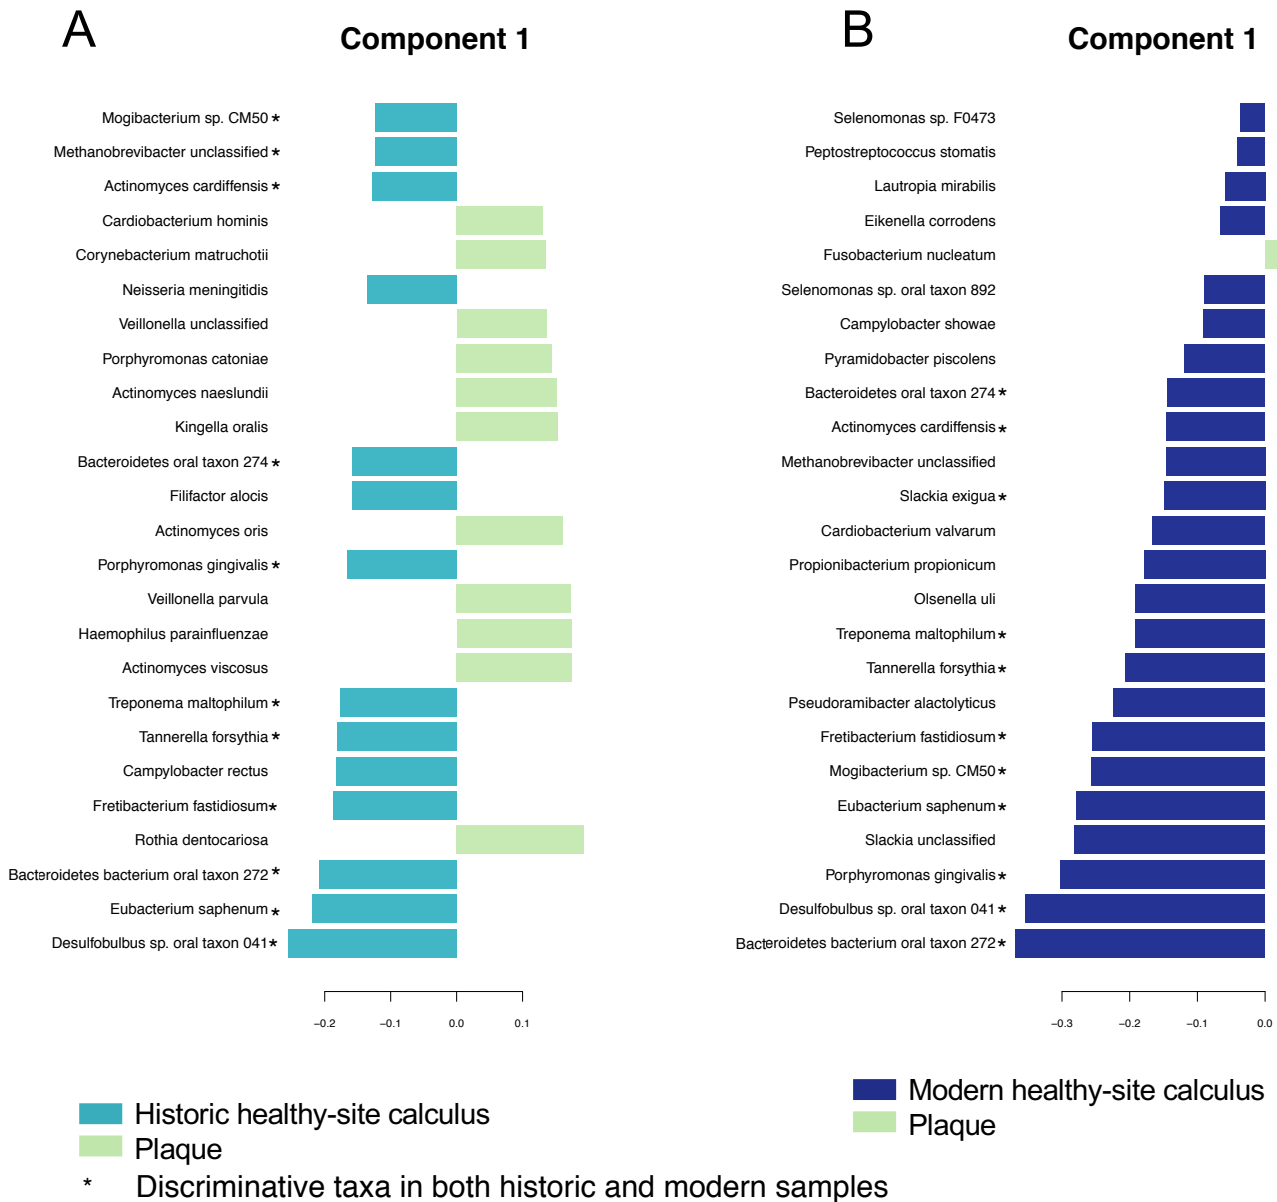 A
Component 1
Mogibacterium sp. CM50 *
Methanobrevibacter unclassified *
Actinomyces cardiffensis *
Cardiobacterium hominis
Corynebacterium matruchotii
Neisseria meningitidis
Veillonella unclassified
Porphyromonas catoniae
Actinomyces naeslundii
Kingella oralis
Bacteroidetes oral taxon 274 *
Filifactor alocis
Actinomyces oris
Porphyromonas gingivalis *
Veillonella parvula
Haemophilus parainfluenzae
Actinomyces viscosus
Treponema maltophilum *
Tannerella forsythia *
Campylobacter rectus
Fretibacterium fastidiosum *
Rothia dentocariosa
Bacteroidetes bacterium oral taxon 272 *
Eubacterium saphenum *
Desulfobulbus sp. oral taxon 041 *
−0.2 −0.1 0.0 0.1
Historic healthy-site calculus
Plaque
* Discriminative taxa in both historic and modern samples
B
Component 1
Selenomonas sp. F0473
Peptostreptococcus stomatis
Lautropia mirabilis
Eikenella corrodens
Fusobacterium nucleatum
Selenomonas sp. oral taxon 892
Campylobacter showae
Pyramidobacter piscolens
Bacteroidetes oral taxon 274 *
Actinomyces cardiffensis *
Methanobrevibacter unclassified
Slackia exigua *
Cardiobacterium valvarum
Propionibacterium propionicum
Olsenella uli
Treponema maltophilum *
Tannerella forsythia *
Pseudoramibacter alactolyticus
Fretibacterium fastidiosum *
Mogibacterium sp. CM50 *
Eubacterium saphenum *
Slackia unclassified
Porphyromonas gingivalis *
Desulfobulbus sp. oral taxon 041 *
Bacteroidetes bacterium oral taxon 272 *
−0.3 −0.2 −0.1 0.0
Modern healthy-site calculus
Plaque